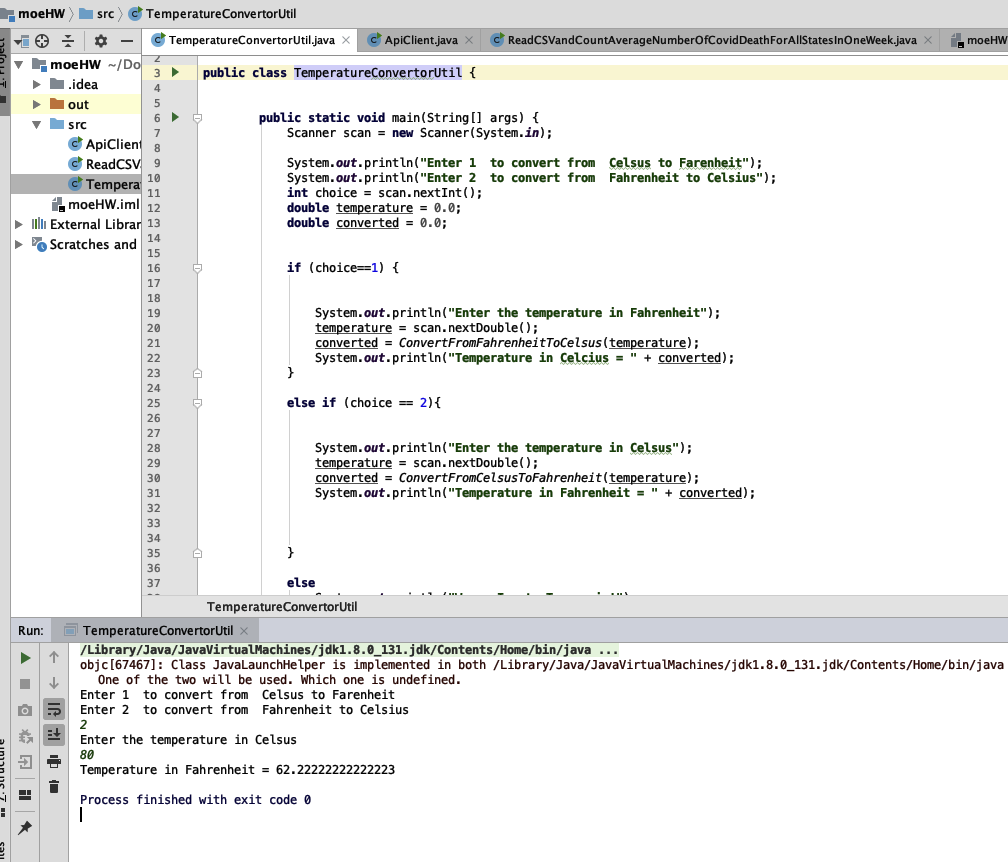 moeHW src TemperatureConvertorUtil
TemperatureConvertorUtil.java × ApiClient.java × ReadCSVandCountAverageNumberOfCovidDeathForAllStatesInOneWeek.java × moeHW
1: Project
moeHW ~/Do
.idea
out
src
ApiClient
ReadCSV
Tempera
moeHW.iml
External Librar
Scratches and
2
3 public class TemperatureConvertorUtil {
4
5
6 public static void main(String[] args) {
7 Scanner scan = new Scanner(System.in);
8
9 System.out.println("Enter 1  to convert from  Celsus to Farenheit");
10 System.out.println("Enter 2  to convert from  Fahrenheit to Celsius");
11 int choice = scan.nextInt();
12 double temperature = 0.0;
13 double converted = 0.0;
14
15
16 if (choice==1) {
17
18
19 System.out.println("Enter the temperature in Fahrenheit");
20 temperature = scan.nextDouble();
21 converted = ConvertFromFahrenheitToCelsus(temperature);
22 System.out.println("Temperature in Celcius = " + converted);
23 }
24
25 else if (choice == 2){
26
27
28 System.out.println("Enter the temperature in Celsus");
29 temperature = scan.nextDouble();
30 converted = ConvertFromCelsusToFahrenheit(temperature);
31 System.out.println("Temperature in Fahrenheit = " + converted);
32
33
34
35 }
36
37 else
TemperatureConvertorUtil
Run: TemperatureConvertorUtil ×
/Library/Java/JavaVirtualMachines/jdk1.8.0_131.jdk/Contents/Home/bin/java ...
objc[67467]: Class JavaLaunchHelper is implemented in both /Library/Java/JavaVirtualMachines/jdk1.8.0_131.jdk/Contents/Home/bin/java
One of the two will be used. Which one is undefined.
Enter 1  to convert from  Celsus to Farenheit
Enter 2  to convert from  Fahrenheit to Celsius
2
Enter the temperature in Celsus
80
Temperature in Fahrenheit = 62.22222222222223
Process finished with exit code 0
Z: Structure